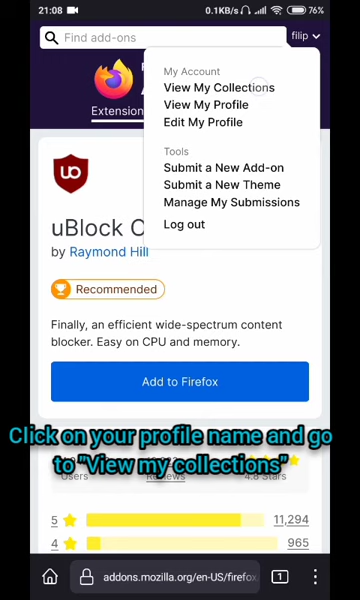 21:08
0.1KB/s
76%
Find add-ons
filip
My Account
View My Collections
View My Profile
Edit My Profile
Tools
Submit a New Add-on
Submit a New Theme
Manage My Submissions
Log out
Extension
uBlock O
by Raymond Hill
Recommended
Finally, an efficient wide-spectrum content
blocker. Easy on CPU and memory.
Add to Firefox
Click on your profile name and go
to "View my collections"
Users
Reviews
4.8 Stars
5
11,294
4
965
addons.mozilla.org/en-US/firefox
1